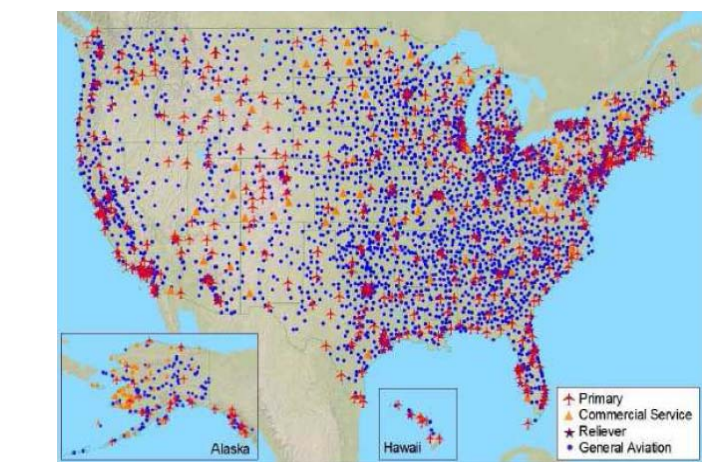 Primary
Commercial Service
Reliever
General Aviation
Alaska
Hawaii